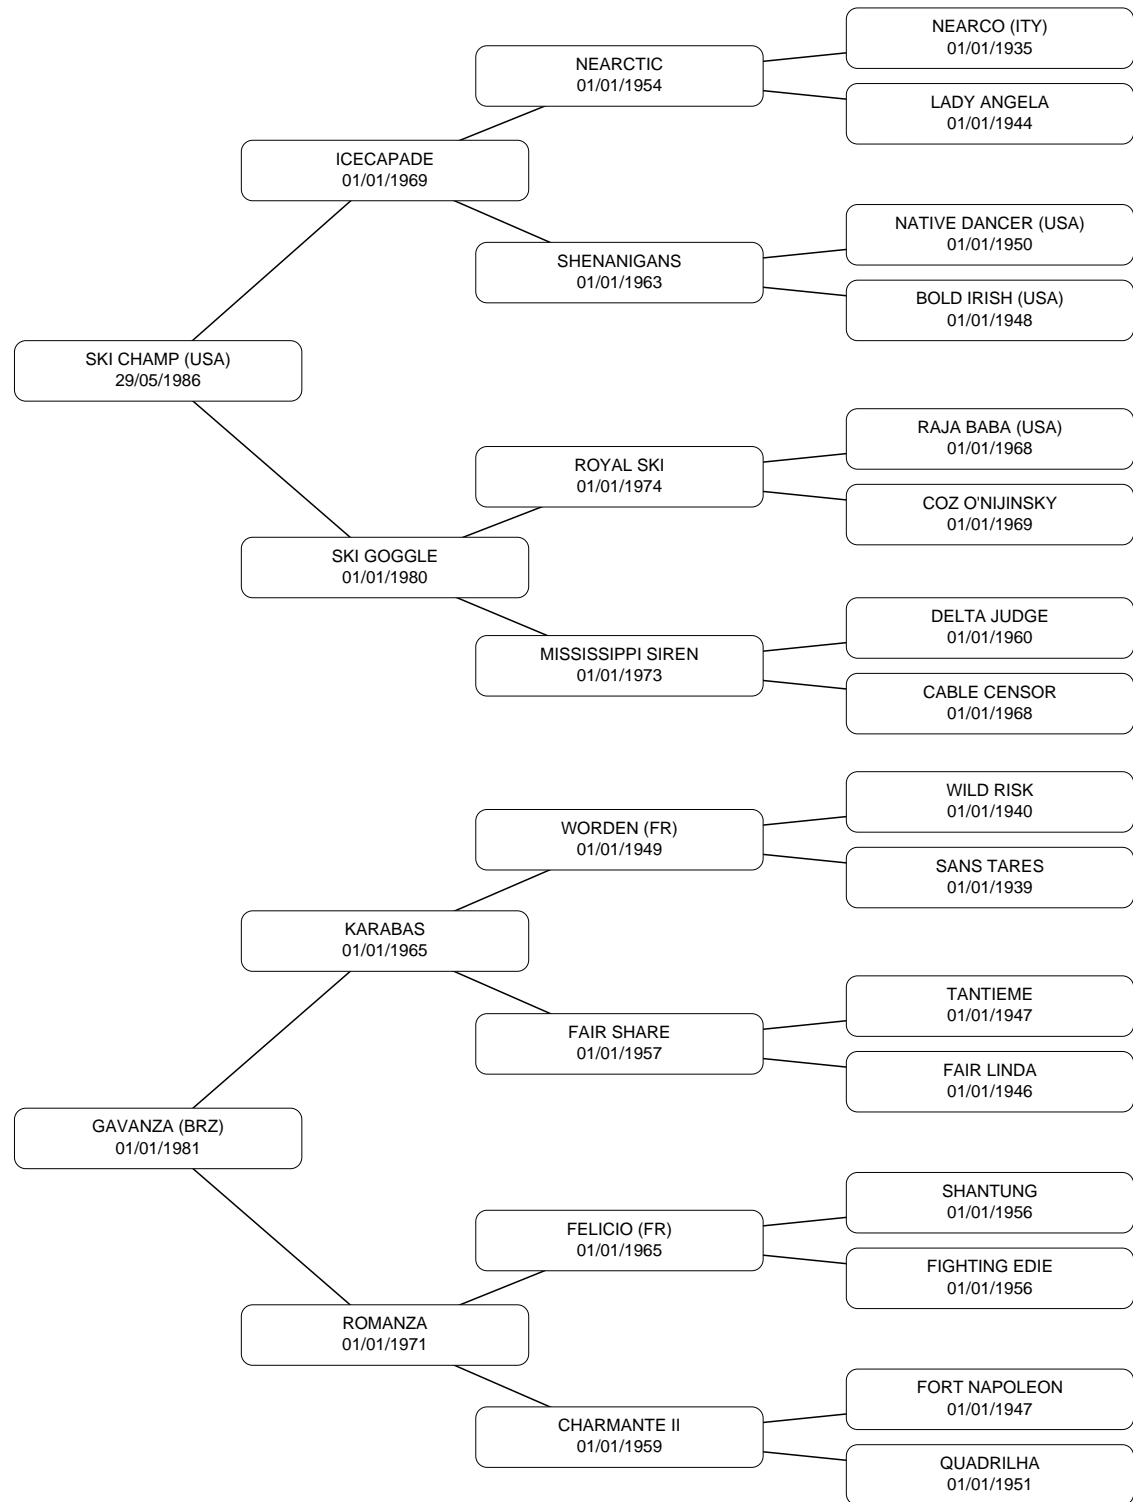 NEARCO (ITY)
01/01/1935
NEARCTIC
01/01/1954
LADY ANGELA
01/01/1944
ICECAPADE
01/01/1969
NATIVE DANCER (USA)
01/01/1950
SHENANIGANS
01/01/1963
BOLD IRISH (USA)
01/01/1948
SKI CHAMP (USA)
29/05/1986
RAJA BABA (USA)
01/01/1968
ROYAL SKI
01/01/1974
COZ O'NIJINSKY
01/01/1969
SKI GOGGLE
01/01/1980
DELTA JUDGE
01/01/1960
MISSISSIPPI SIREN
01/01/1973
CABLE CENSOR
01/01/1968
WILD RISK
01/01/1940
WORDEN (FR)
01/01/1949
SANS TARES
01/01/1939
KARABAS
01/01/1965
TANTIEME
01/01/1947
FAIR SHARE
01/01/1957
FAIR LINDA
01/01/1946
GAVANZA (BRZ)
01/01/1981
SHANTUNG
01/01/1956
FELICIO (FR)
01/01/1965
FIGHTING EDIE
01/01/1956
ROMANZA
01/01/1971
FORT NAPOLEON
01/01/1947
CHARMANTE II
01/01/1959
QUADRILHA
01/01/1951